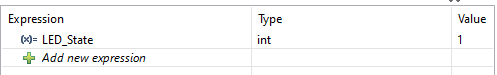 Expression Type Value
(x)= LED_State int 1
Add new expression